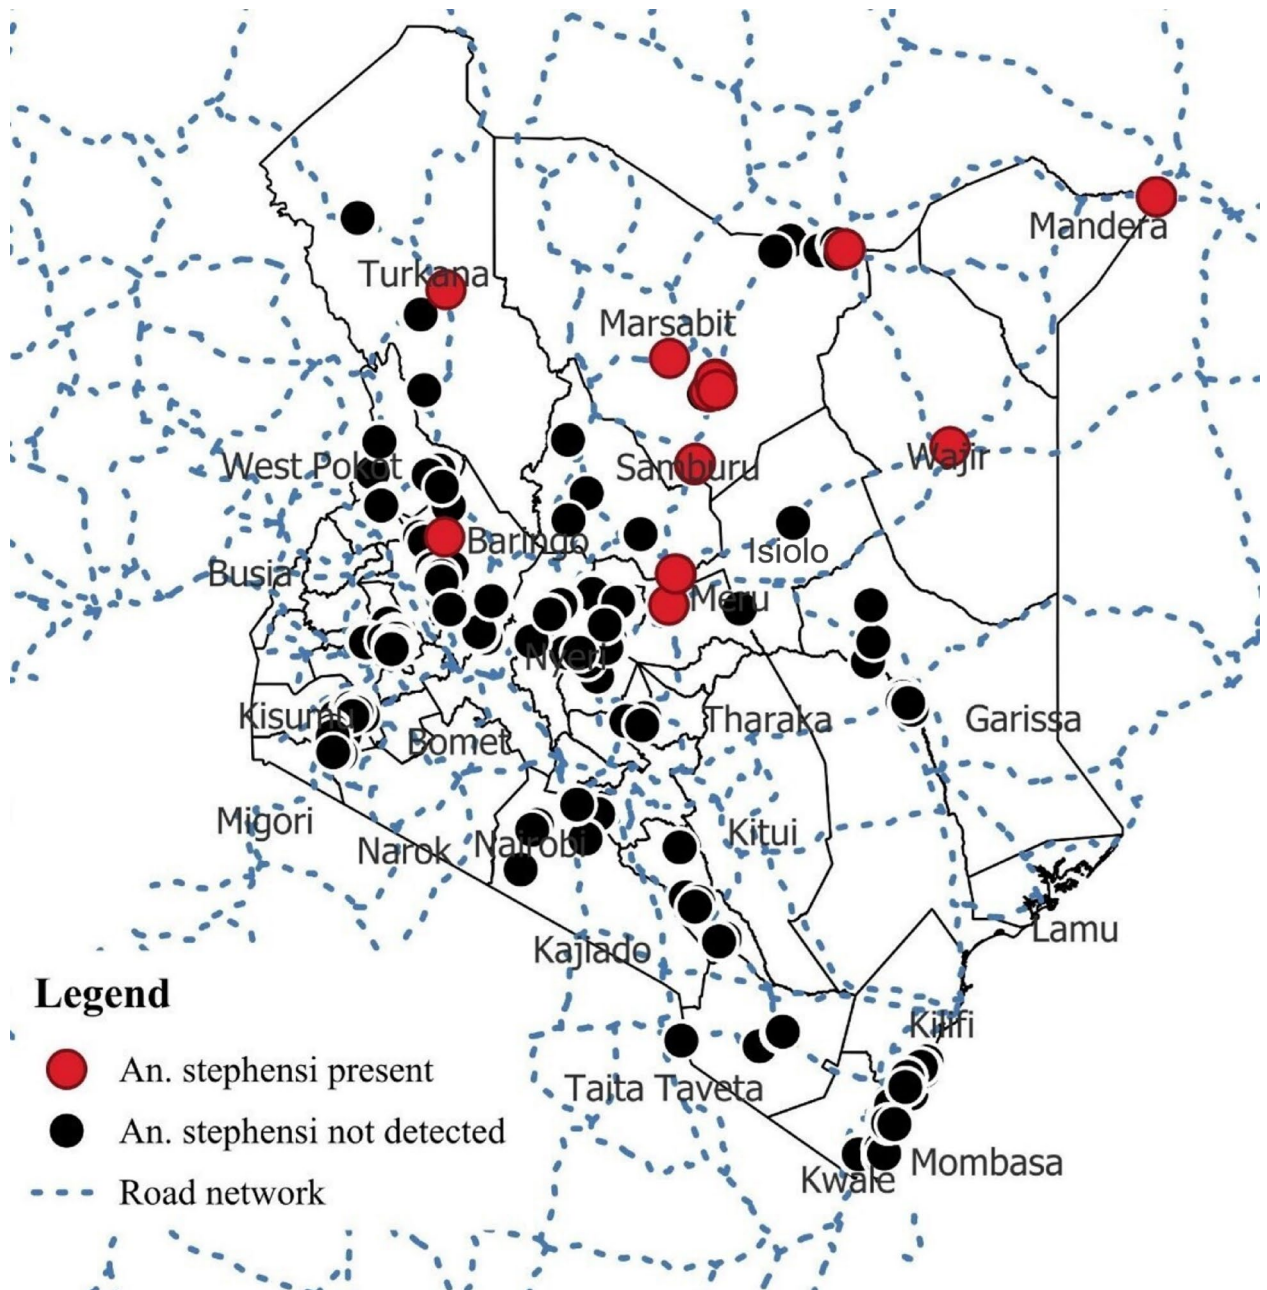 Mandera
Turkana
Marsabit
West Pokot
Samburu
Wajir
Baringo
Isiolo
Busia
Meru
Nyeri
Kisumu
Bomet
Tharaka
Garissa
Migori
Narok
Nairobi
Kitui
Lamu
Kajiado
Legend
Kilifi
An. stephensi present
Taita Taveta
An. stephensi not detected
Mombasa
Kwale
Road network